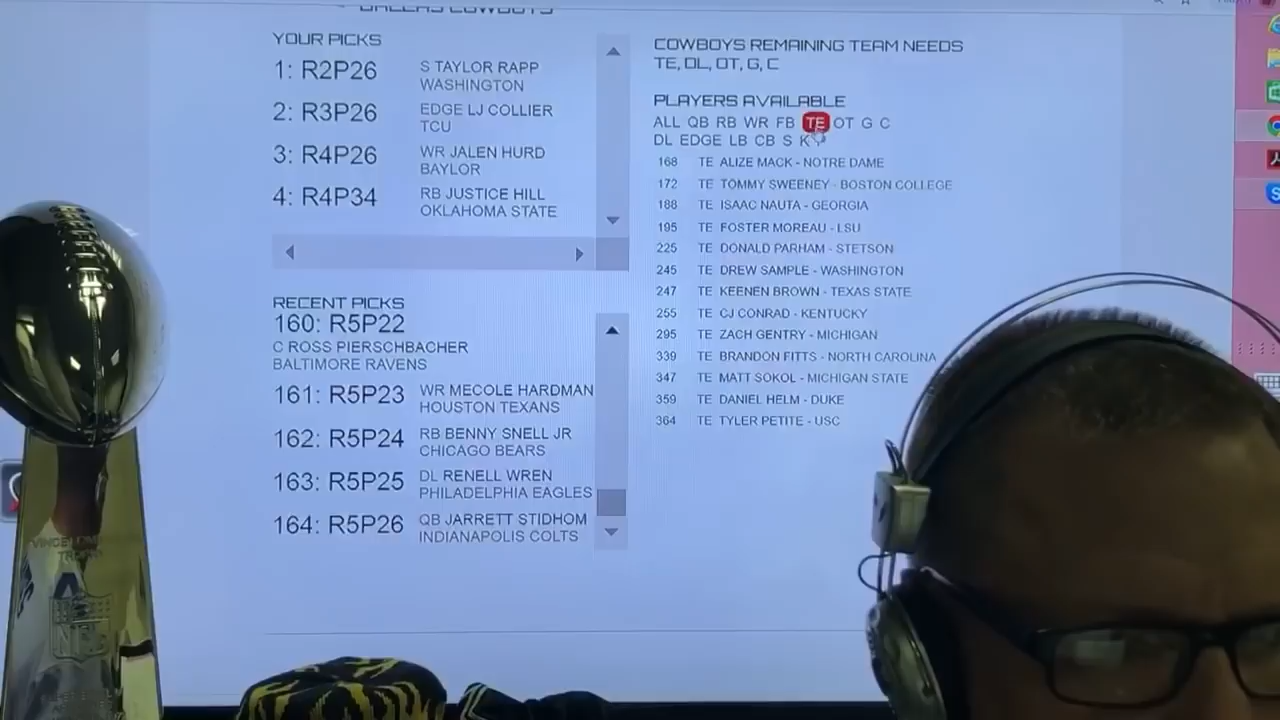 DALLAS COWBOYS
YOUR PICKS
1: R2P26 S TAYLOR RAPP
WASHINGTON
2: R3P26 EDGE LJ COLLIER
TCU
3: R4P26 WR JALEN HURD
BAYLOR
4: R4P34 RB JUSTICE HILL
OKLAHOMA STATE
RECENT PICKS
160: R5P22
C ROSS PIERSCHBACHER
BALTIMORE RAVENS
161: R5P23 WR MECOLE HARDMAN
HOUSTON TEXANS
162: R5P24 RB BENNY SNELL JR
CHICAGO BEARS
163: R5P25 DL RENELL WREN
PHILADELPHIA EAGLES
164: R5P26 QB JARRETT STIDHOM
INDIANAPOLIS COLTS
COWBOYS REMAINING TEAM NEEDS
TE, DL, OT, G, C
PLAYERS AVAILABLE
ALL QB RB WR FB TE OT G C
DL EDGE LB CB S K
168 TE ALIZE MACK - NOTRE DAME
172 TE TOMMY SWEENEY - BOSTON COLLEGE
188 TE ISAAC NAUTA - GEORGIA
195 TE FOSTER MOREAU - LSU
225 TE DONALD PARHAM - STETSON
245 TE DREW SAMPLE - WASHINGTON
247 TE KEENEN BROWN - TEXAS STATE
255 TE CJ CONRAD - KENTUCKY
295 TE ZACH GENTRY - MICHIGAN
339 TE BRANDON FITTS - NORTH CAROLINA
347 TE MATT SOKOL - MICHIGAN STATE
359 TE DANIEL HELM - DUKE
364 TE TYLER PETITE - USC
NFL